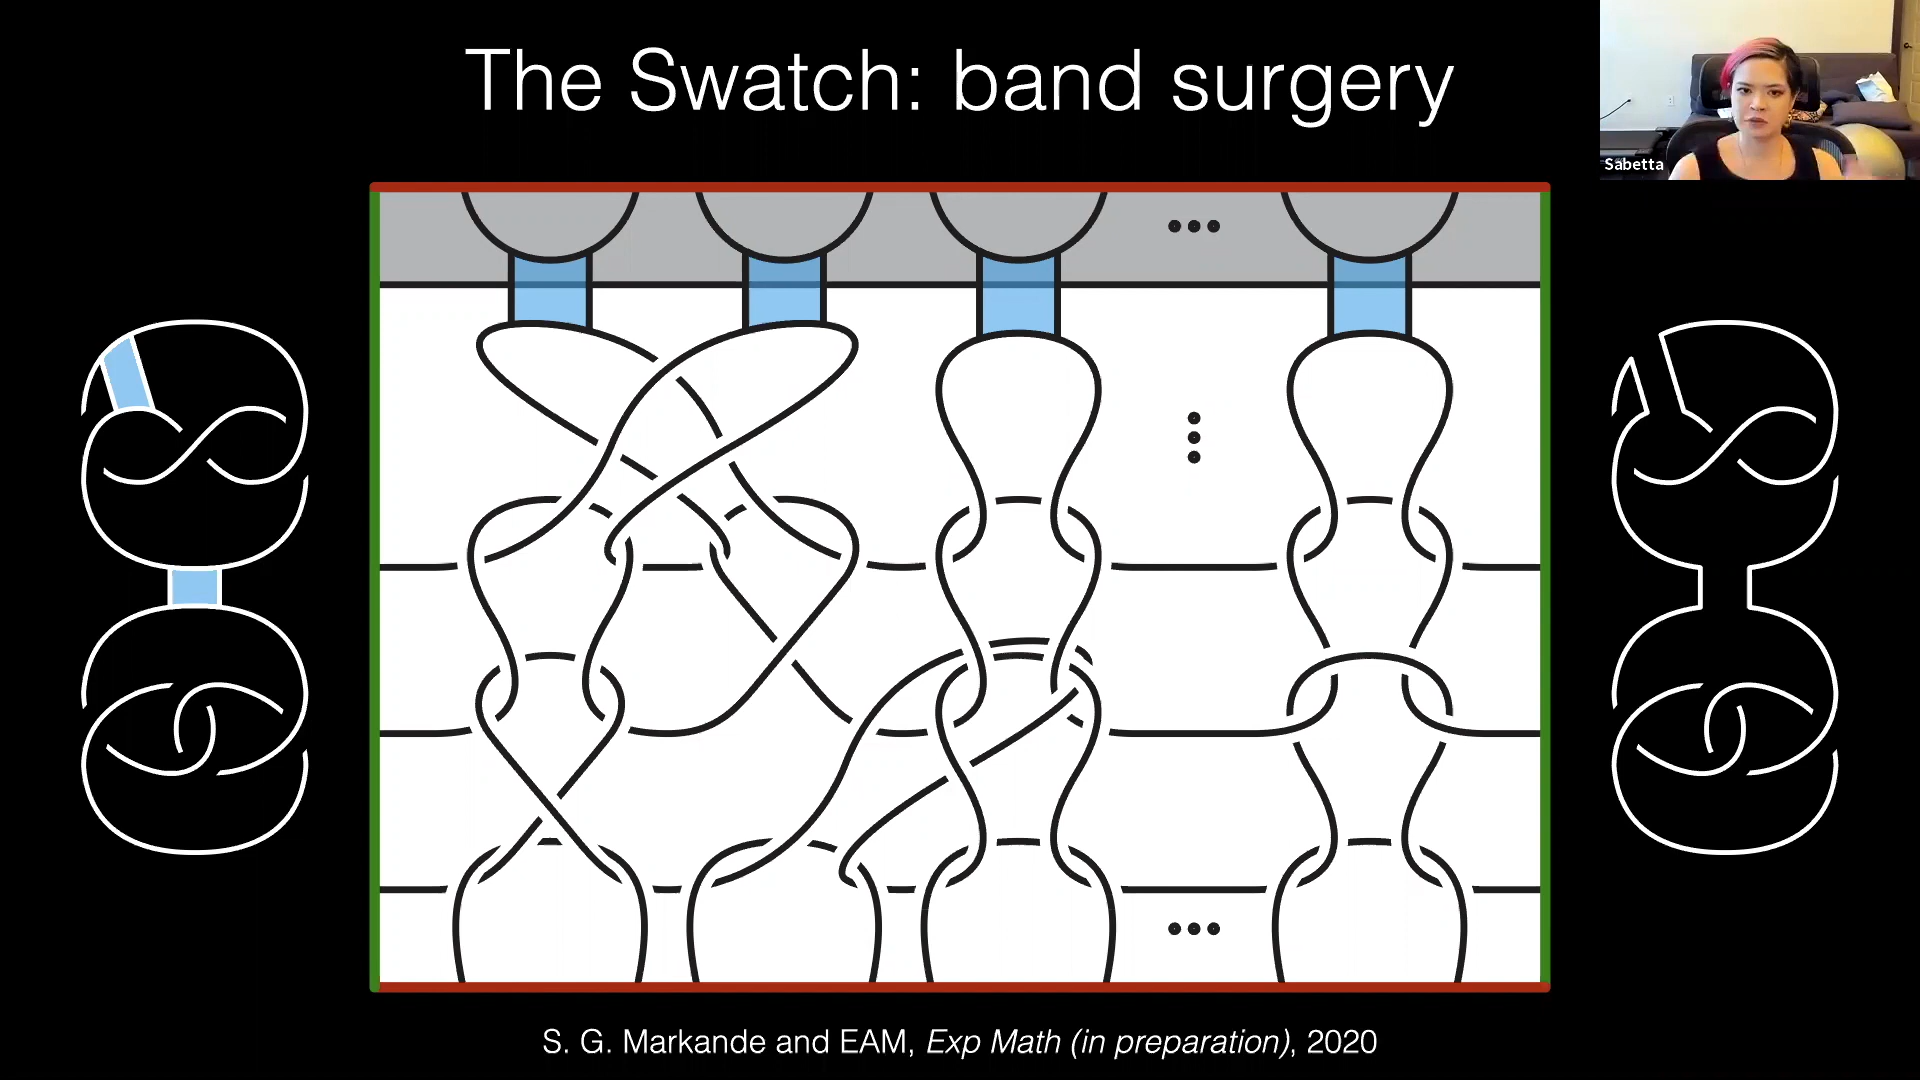 The Swatch: band surgery
Sabetta
S. G. Markande and EAM, Exp Math (in preparation), 2020